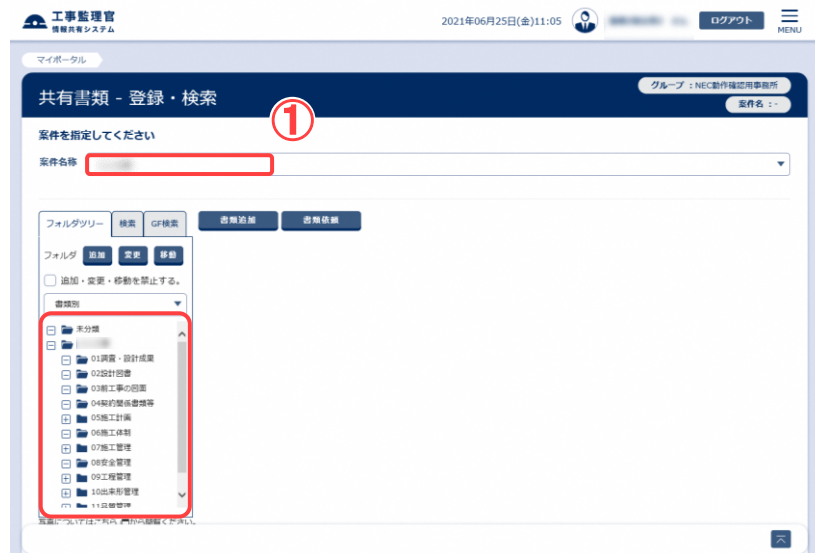 工事監理官
情報共有システム
2021年06月25日(金)11:05
ログアウト
MENU
マイポータル
共有書類 - 登録・検索
グループ ：NEC動作確認用事務所
案件名 ：-
①
案件を指定してください
案件名称
フォルダツリー 検索 GF検索 書類追加 書類依頼
フォルダ 追加 変更 移動
追加・変更・移動を禁止する。
書類別
未分類
01調査・設計成果
02設計図書
03前工事の図面
04契約関係書類等
05施工計画
06施工体制
07施工管理
08安全管理
09工程管理
10出来形管理
11品質管理